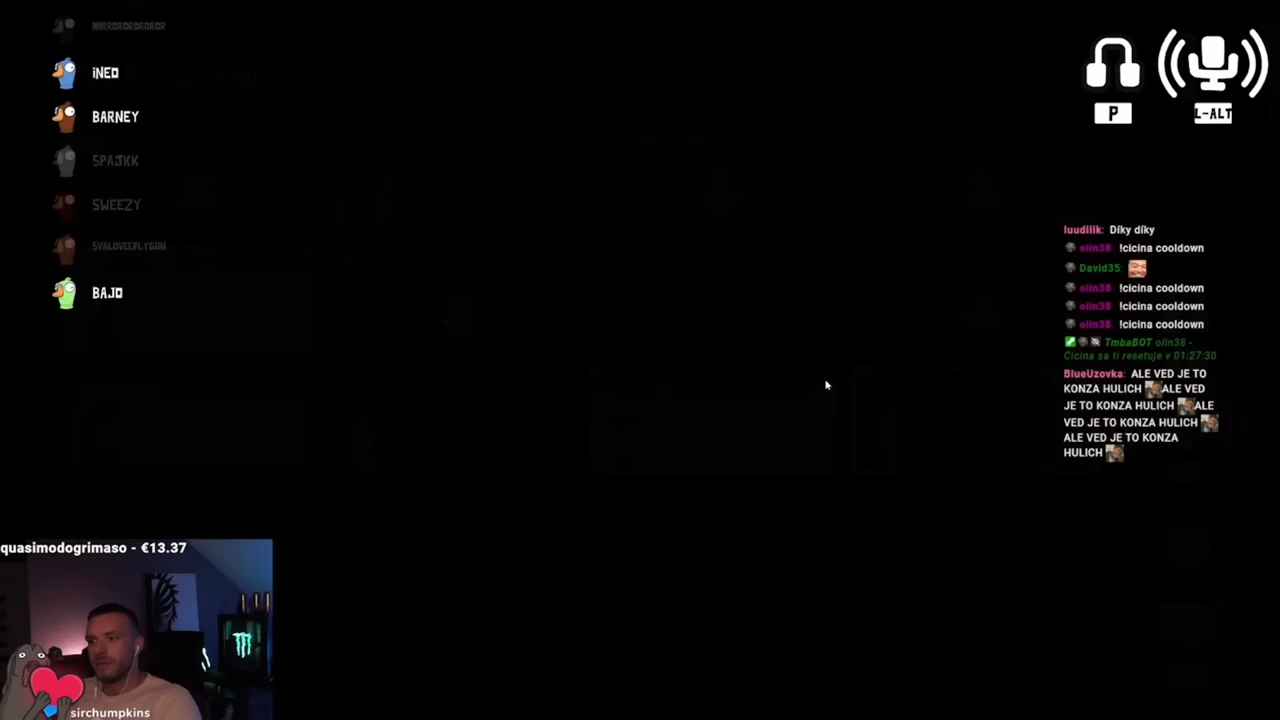 MIRROROROROROR
iNEO
BARNEY
SPAJKK
SWEEZY
SVALOVECFLYGUN
BAJO
P
L-ALT
luudiiik: Díky díky
olin38 !cicina cooldown
David35:
olin38 !cicina cooldown
olin38 !cicina cooldown
olin38 !cicina cooldown
TmbaBOT olin38 -
Cicina sa ti resetuje v 01:27:30
BlueUzovka: ALE VED JE TO
KONZA HULICH ALE VED
JE TO KONZA HULICH ALE
VED JE TO KONZA HULICH
ALE VED JE TO KONZA
HULICH
quasimodogrimaso - €13.37
sirchumpkins